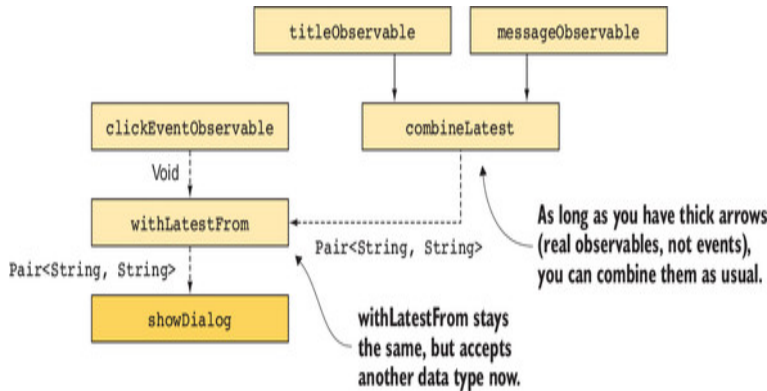 titleObservable
messageObservable
clickEventObservable
combineLatest
Void
withLatestFrom
Pair<String, String>
As long as you have thick arrows
(real observables, not events),
you can combine them as usual.
Pair<String, String>
showDialog
withLatestFrom stays
the same, but accepts
another data type now.